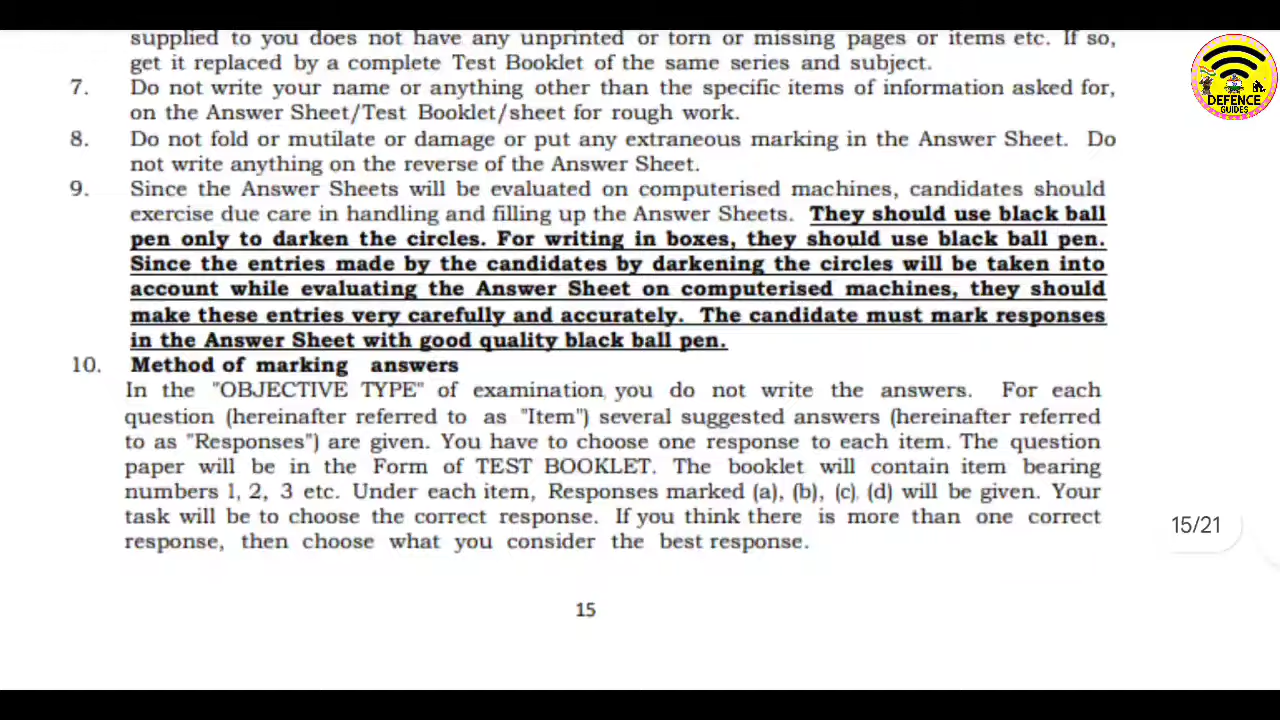 supplied to you does not have any unprinted or torn or missing pages or items etc. If so,
get it replaced by a complete Test Booklet of the same series and subject.
7. Do not write your name or anything other than the specific items of information asked for,
on the Answer Sheet/Test Booklet/sheet for rough work.
8. Do not fold or mutilate or damage or put any extraneous marking in the Answer Sheet. Do
not write anything on the reverse of the Answer Sheet.
9. Since the Answer Sheets will be evaluated on computerised machines, candidates should
exercise due care in handling and filling up the Answer Sheets. They should use black ball
pen only to darken the circles. For writing in boxes, they should use black ball pen.
Since the entries made by the candidates by darkening the circles will be taken into
account while evaluating the Answer Sheet on computerised machines, they should
make these entries very carefully and accurately. The candidate must mark responses
in the Answer Sheet with good quality black ball pen.
10. Method of marking answers
In the "OBJECTIVE TYPE" of examination you do not write the answers. For each
question (hereinafter referred to as "Item") several suggested answers (hereinafter referred
to as "Responses") are given. You have to choose one response to each item. The question
paper will be in the Form of TEST BOOKLET. The booklet will contain item bearing
numbers 1, 2, 3 etc. Under each item, Responses marked (a), (b), (c), (d) will be given. Your
task will be to choose the correct response. If you think there is more than one correct
response, then choose what you consider the best response.
15
15/21
DEFENCE
GUIDES